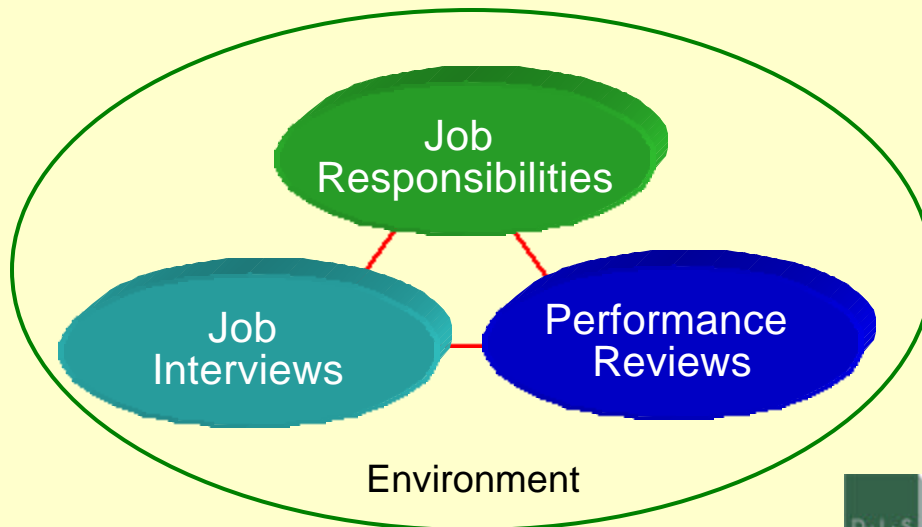 Job
Responsibilities
Job
Interviews
Performance
Reviews
Environment